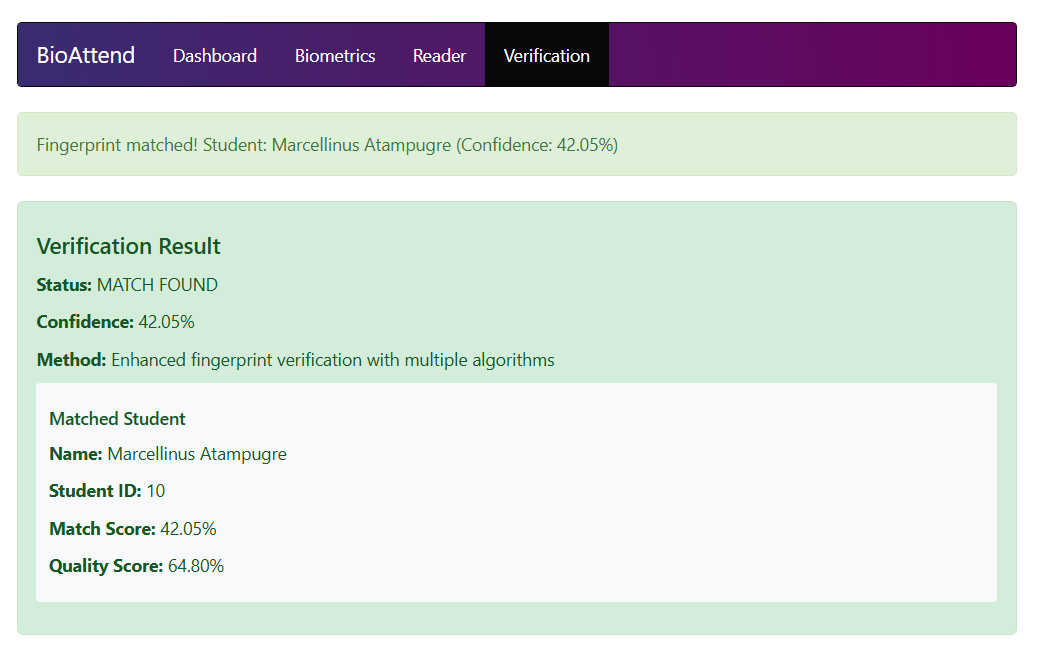 BioAttend Dashboard Biometrics Reader Verification
Fingerprint matched! Student: Marcellinus Atampugre (Confidence: 42.05%)
Verification Result
Status: MATCH FOUND
Confidence: 42.05%
Method: Enhanced fingerprint verification with multiple algorithms
Matched Student
Name: Marcellinus Atampugre
Student ID: 10
Match Score: 42.05%
Quality Score: 64.80%